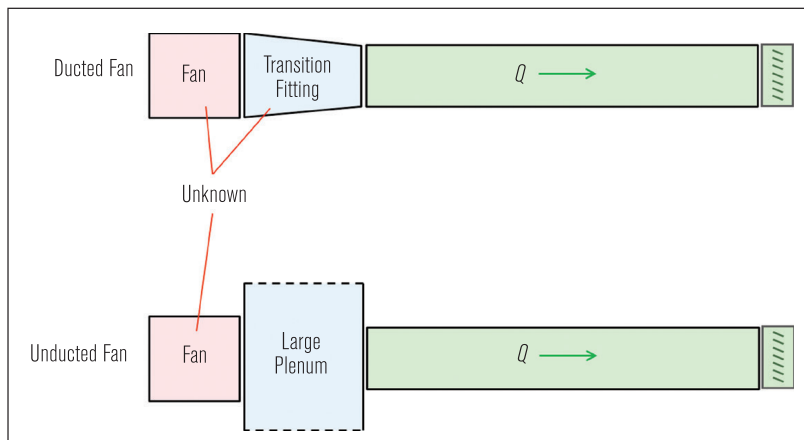 Ducted Fan
Fan
Transition
Fitting
Q
Unknown
Unducted Fan
Fan
Large
Plenum
Q